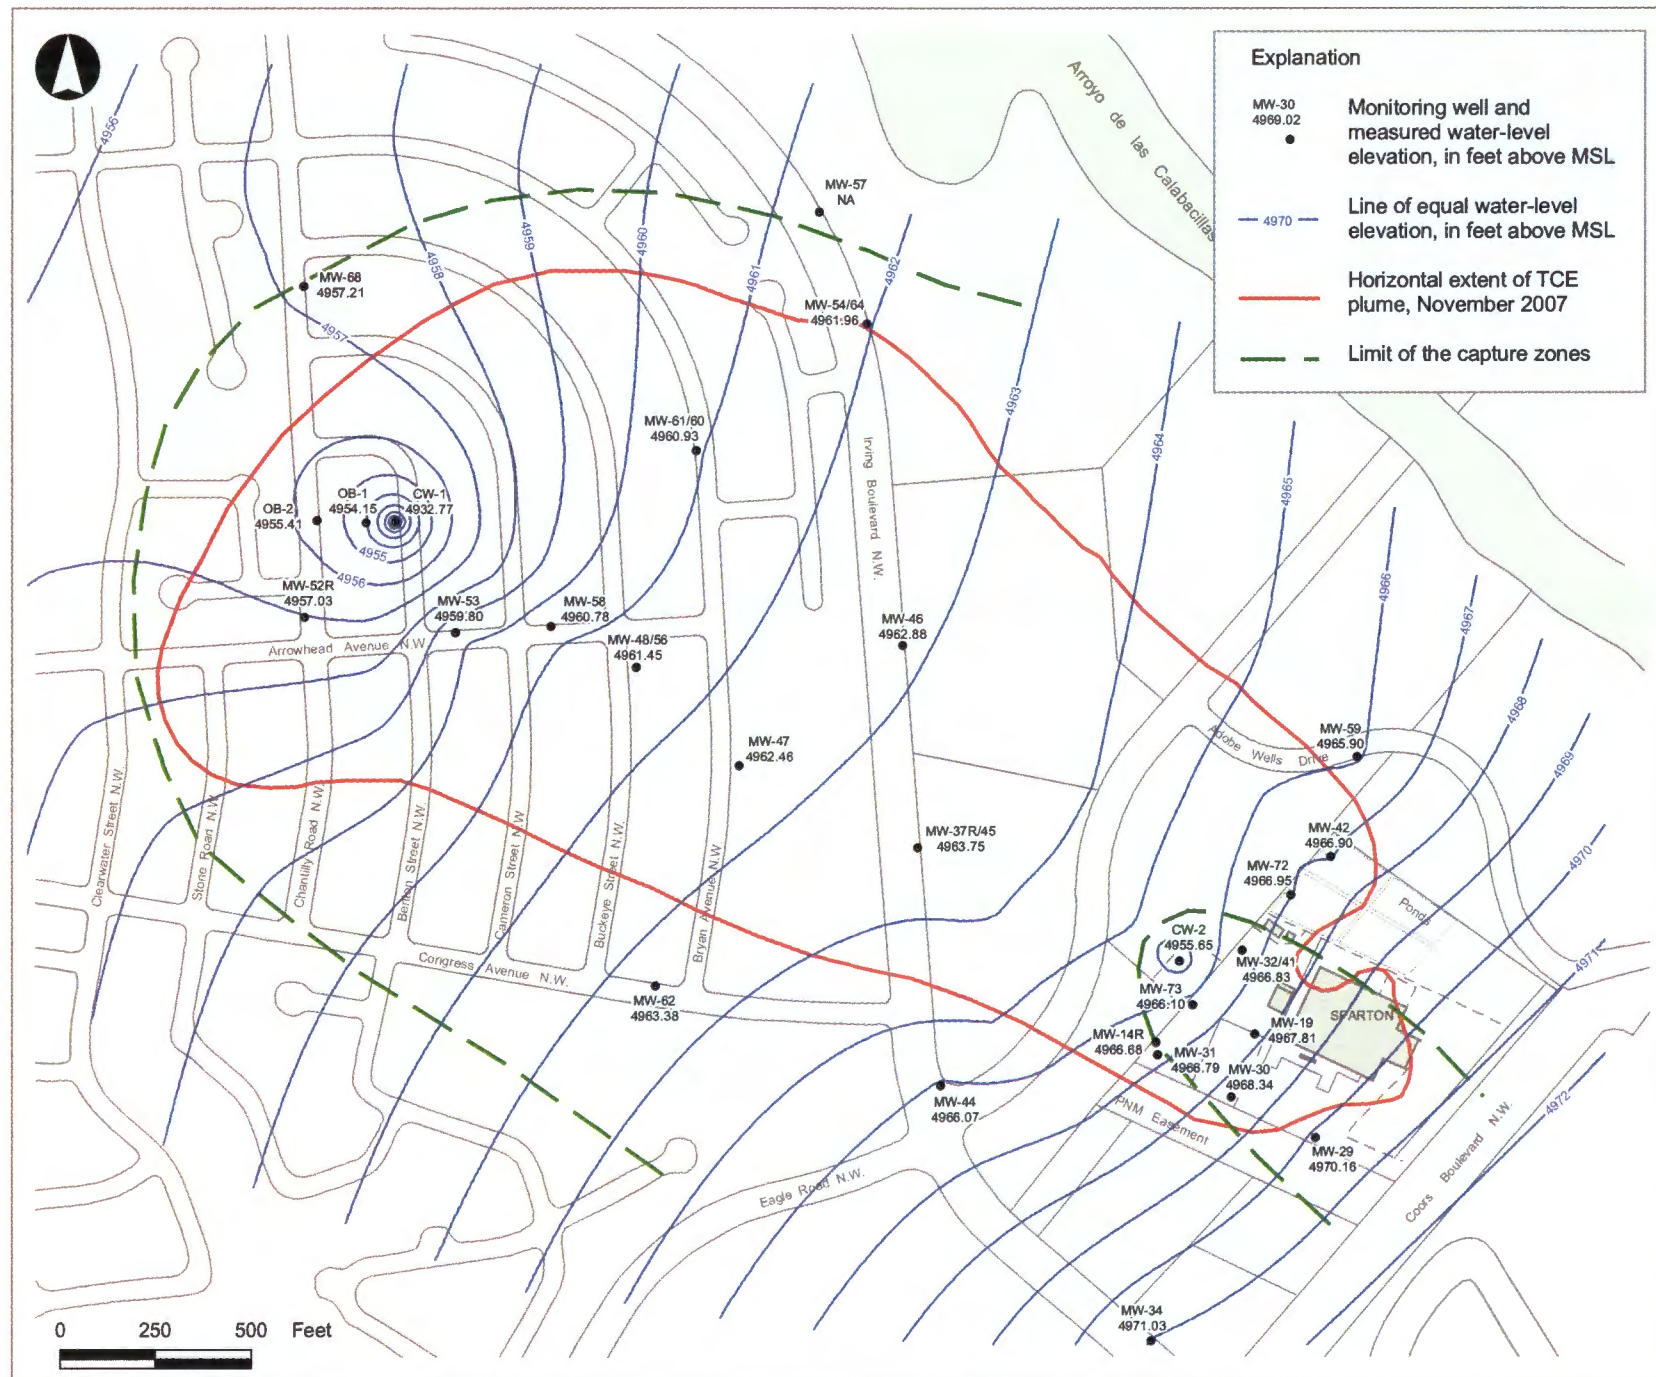 Explanation
MW-30
4969.02
Monitoring well and
measured water-level
elevation, in feet above MSL
4970
Line of equal water-level
elevation, in feet above MSL
Horizontal extent of TCE
plume, November 2007
Limit of the capture zones
Arroyo de las Calabacillas
4956
MW-57
NA
4958
4959
4960
4961
4962
MW-68
4957.21
4957
MW-54/64
4961.96
4963
4964
4965
4966
4967
4968
4969
4970
4971
4972
MW-61/60
4960.93
Irving Boulevard N.W.
OB-2
4955.41
OB-1
4954.15
CW-1
4932.77
4955
4956
MW-52R
4957.03
MW-53
4959.80
MW-58
4960.78
MW-48/56
4961.45
MW-46
4962.88
Arrowhead Avenue N.W.
MW-47
4962.46
MW-59
4965.90
Adobe Wells Drive
MW-37R/45
4963.75
MW-42
4966.90
MW-72
4966.95
Ponds
Clearwater Street N.W.
Stone Road N.W.
Chantilly Road N.W.
Benton Street N.W.
Cameron Street N.W.
Buckeye Street N.W.
Bryan Avenue N.W.
Congress Avenue N.W.
CW-2
4955.65
MW-32/41
4966.83
MW-62
4963.38
MW-73
4966.10
SPARTON
MW-14R
4966.68
MW-19
4967.81
MW-31
4966.79
MW-30
4968.34
MW-44
4966.07
PNM Easement
MW-29
4970.16
Coors Boulevard N.W.
Eagle Road N.W.
MW-34
4971.03
0 250 500 Feet